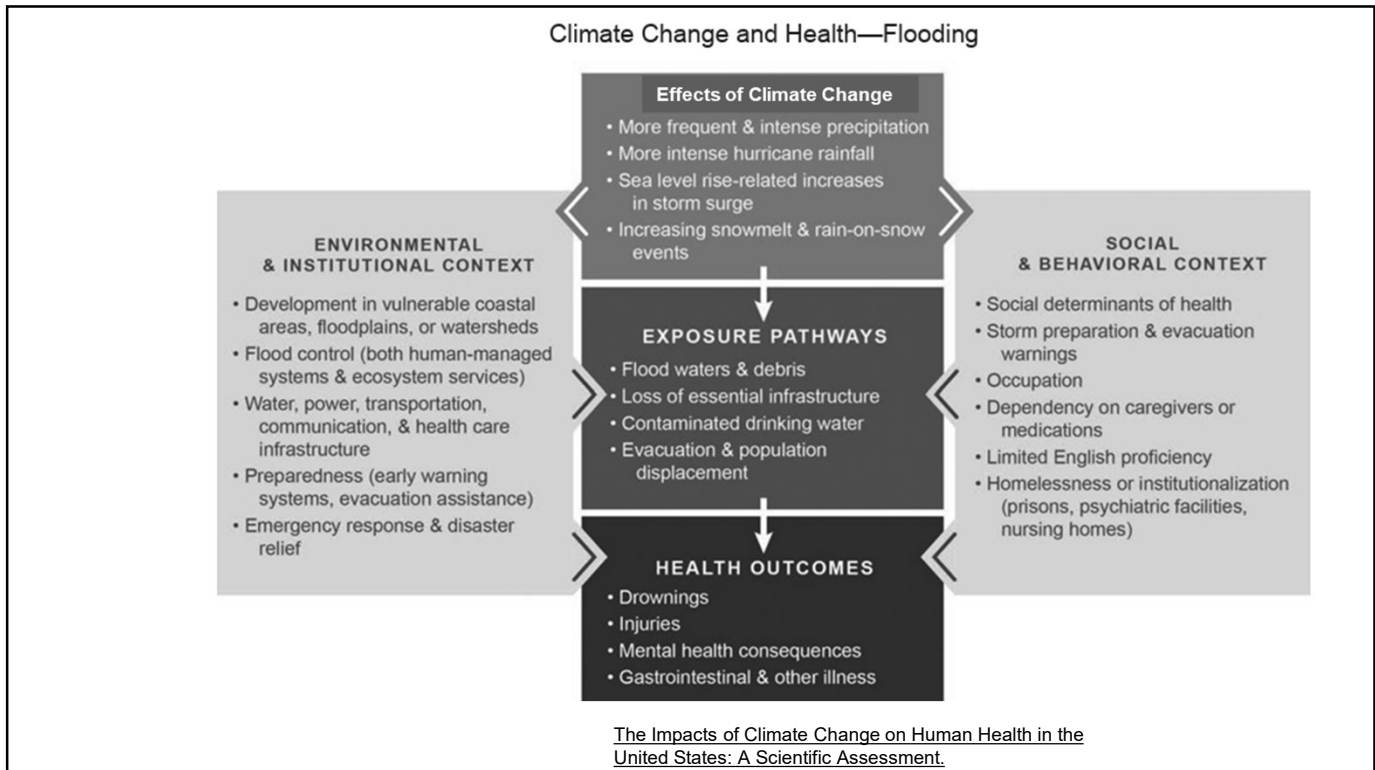 Climate Change and Health—Flooding
Effects of Climate Change
• More frequent & intense precipitation
• More intense hurricane rainfall
• Sea level rise-related increases
in storm surge
• Increasing snowmelt & rain-on-snow
events
ENVIRONMENTAL
& INSTITUTIONAL CONTEXT
• Development in vulnerable coastal
areas, floodplains, or watersheds
• Flood control (both human-managed
systems & ecosystem services)
• Water, power, transportation,
communication, & health care
infrastructure
• Preparedness (early warning
systems, evacuation assistance)
• Emergency response & disaster
relief
EXPOSURE PATHWAYS
• Flood waters & debris
• Loss of essential infrastructure
• Contaminated drinking water
• Evacuation & population
displacement
SOCIAL
& BEHAVIORAL CONTEXT
• Social determinants of health
• Storm preparation & evacuation
warnings
• Occupation
• Dependency on caregivers or
medications
• Limited English proficiency
• Homelessness or institutionalization
(prisons, psychiatric facilities,
nursing homes)
HEALTH OUTCOMES
• Drownings
• Injuries
• Mental health consequences
• Gastrointestinal & other illness
The Impacts of Climate Change on Human Health in the
United States: A Scientific Assessment.